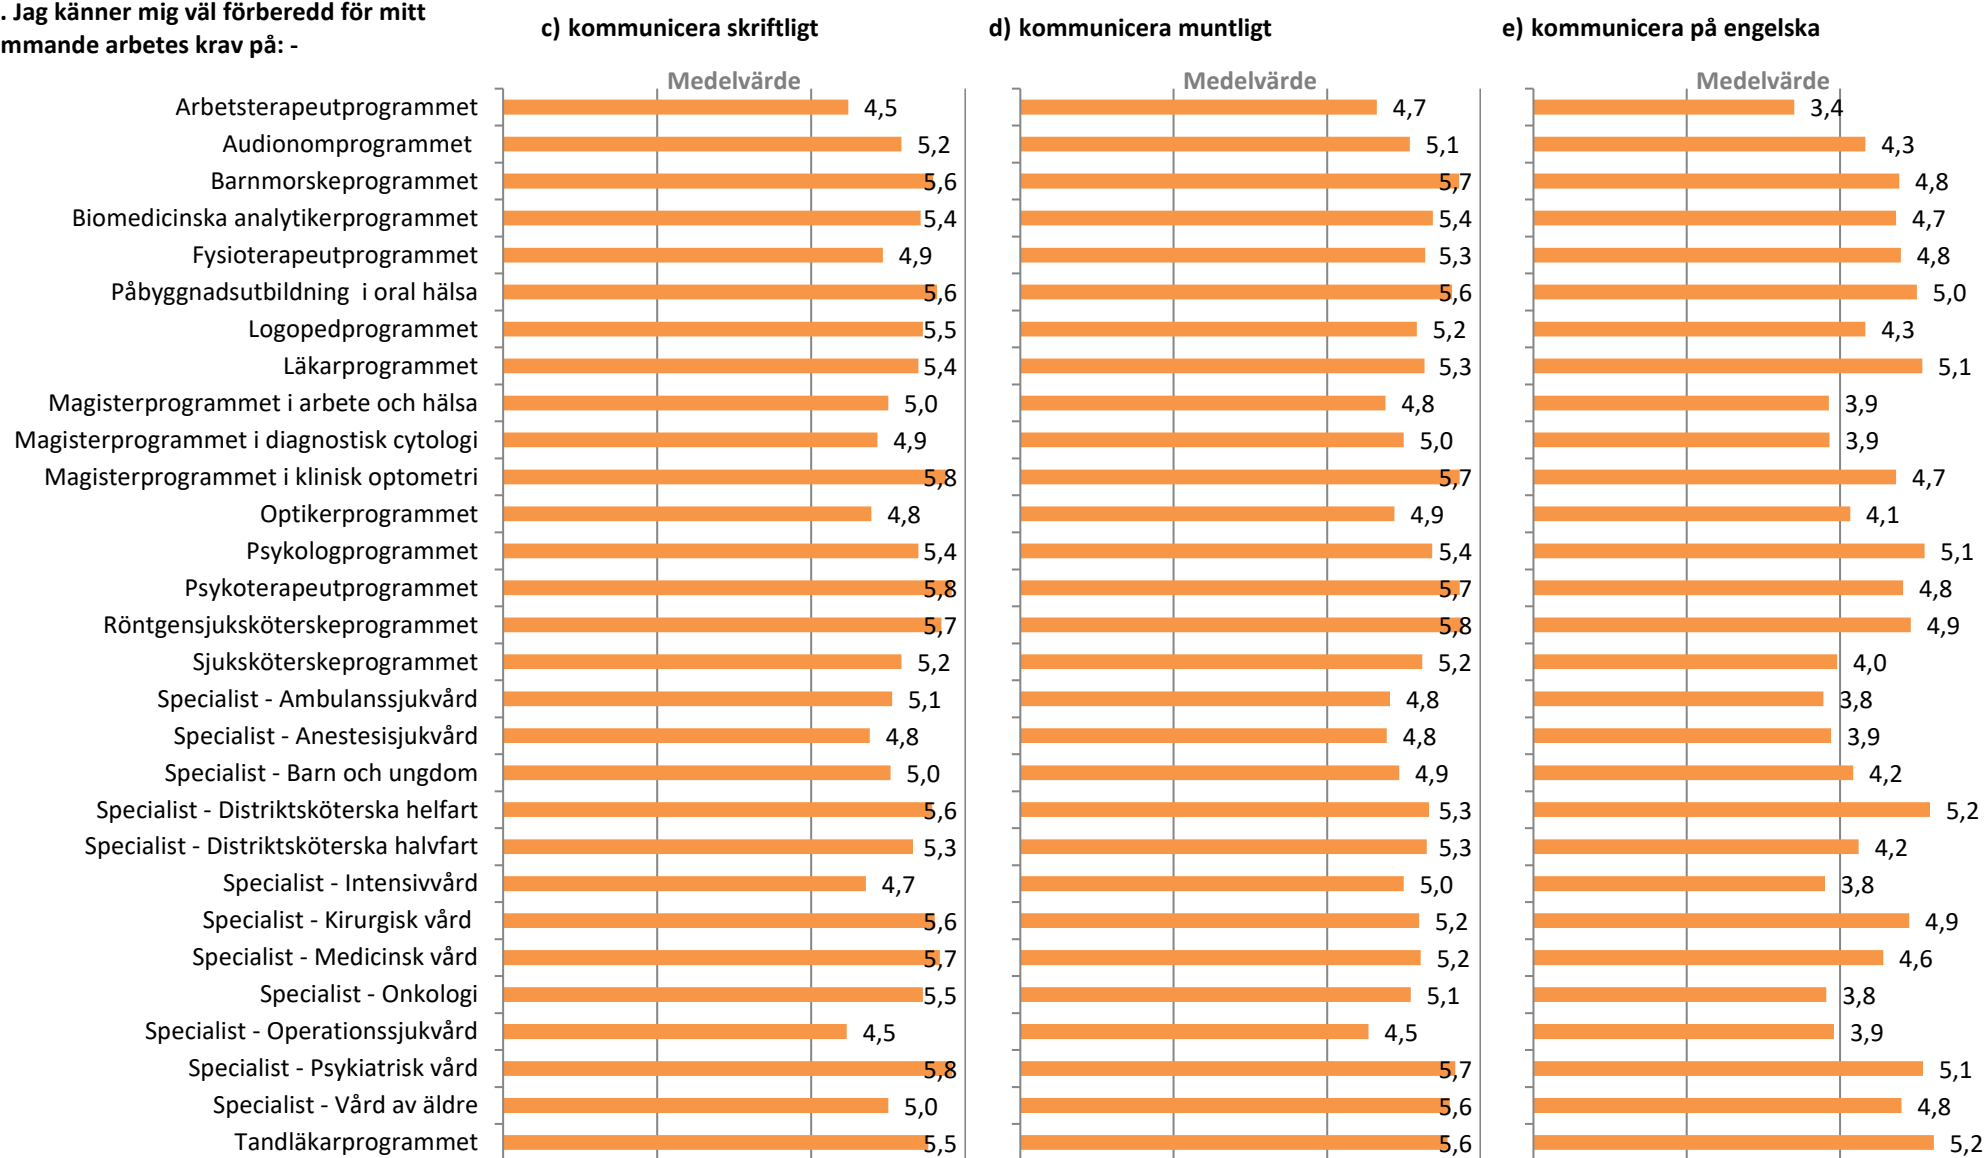 . Jag känner mig väl förberedd för mitt
mmande arbetes krav på: -
c) kommunicera skriftligt d) kommunicera muntligt e) kommunicera på engelska
Medelvärde Medelvärde Medelvärde
Arbetsterapeutprogrammet 4,5 4,7 3,4
Audionomprogrammet 5,2 5,1 4,3
Barnmorskeprogrammet 5,6 5,7 4,8
Biomedicinska analytikerprogrammet 5,4 5,4 4,7
Fysioterapeutprogrammet 4,9 5,3 4,8
Påbyggnadsutbildning i oral hälsa 5,6 5,6 5,0
Logopedprogrammet 5,5 5,2 4,3
Läkarprogrammet 5,4 5,3 5,1
Magisterprogrammet i arbete och hälsa 5,0 4,8 3,9
Magisterprogrammet i diagnostisk cytologi 4,9 5,0 3,9
Magisterprogrammet i klinisk optometri 5,8 5,7 4,7
Optikerprogrammet 4,8 4,9 4,1
Psykologprogrammet 5,4 5,4 5,1
Psykoterapeutprogrammet 5,8 5,7 4,8
Röntgensjuksköterskeprogrammet 5,7 5,8 4,9
Sjuksköterskeprogrammet 5,2 5,2 4,0
Specialist - Ambulanssjukvård 5,1 4,8 3,8
Specialist - Anestesisjukvård 4,8 4,8 3,9
Specialist - Barn och ungdom 5,0 4,9 4,2
Specialist - Distriktsköterska helfart 5,6 5,3 5,2
Specialist - Distriktsköterska halvfart 5,3 5,3 4,2
Specialist - Intensivvård 4,7 5,0 3,8
Specialist - Kirurgisk vård 5,6 5,2 4,9
Specialist - Medicinsk vård 5,7 5,2 4,6
Specialist - Onkologi 5,5 5,1 3,8
Specialist - Operationssjukvård 4,5 4,5 3,9
Specialist - Psykiatrisk vård 5,8 5,7 5,1
Specialist - Vård av äldre 5,0 5,6 4,8
Tandläkarprogrammet 5,5 5,6 5,2